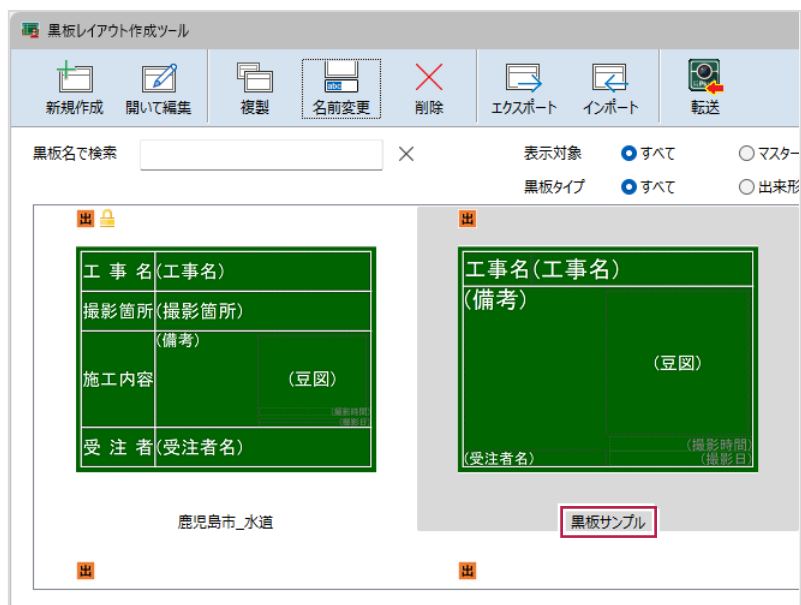 黒板レイアウト作成ツール
新規作成 開いて編集 複製 名前変更 削除 エクスポート インポート 転送
abc
黒板名で検索 表示対象 すべて マスター
黒板タイプ すべて 出来形
出 出
工事名 (工事名)
撮影箇所 (撮影箇所)
施工内容 (備考)
(豆図)
(撮影時間)
(撮影日)
受注者 (受注者名)
工事名(工事名)
(備考)
(豆図)
(撮影時間)
(受注者名) (撮影日)
鹿児島市_水道 黒板サンプル
出 出